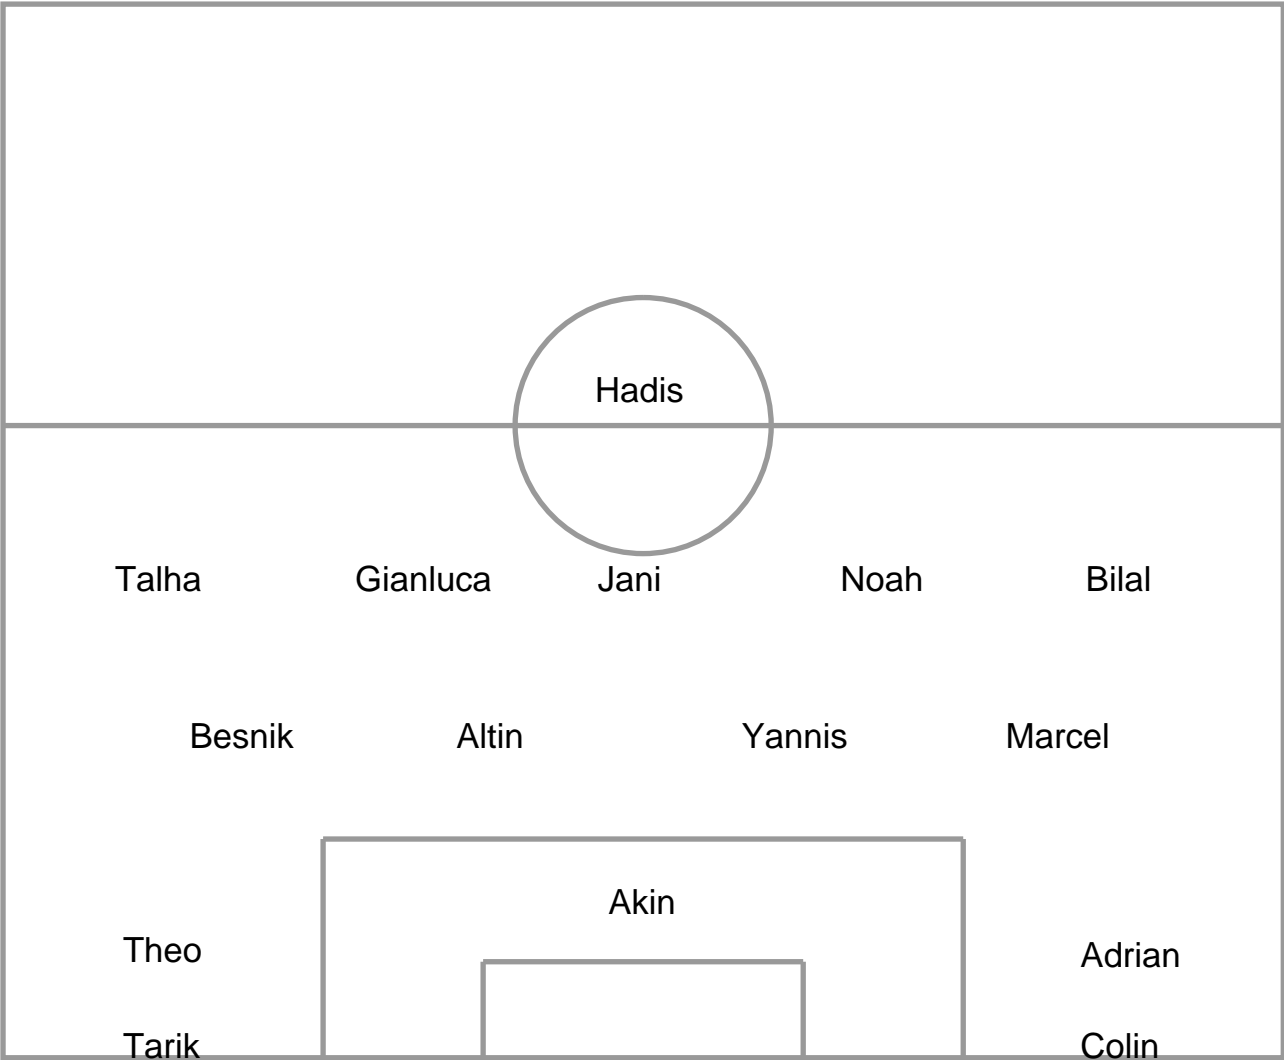 Hadis
Talha Gianluca Jani Noah Bilal
Besnik Altin Yannis Marcel
Akin
Theo Adrian
Tarik Colin